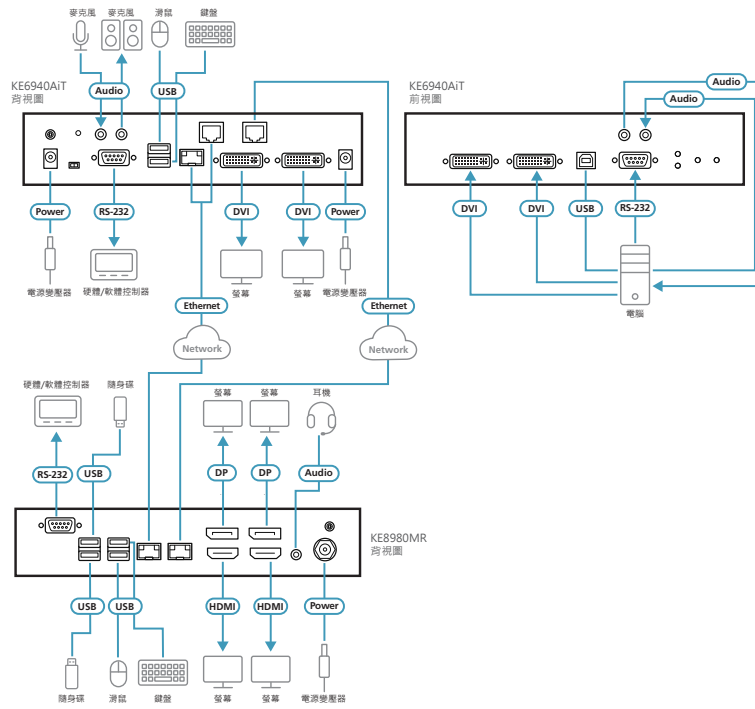 麥克風
麥克風
滑鼠
鍵盤
KE6940AiT
背視圖
Audio
USB
KE6940AiT
前視圖
Audio
Audio
Power
RS-232
DVI
DVI
Power
DVI
DVI
USB
RS-232
電源變壓器
硬體/軟體控制器
螢幕
螢幕
電源變壓器
電腦
Ethernet
Ethernet
Network
Network
硬體/軟體控制器
隨身碟
螢幕
螢幕
耳機
RS-232
USB
DP
DP
Audio
KE8980MR
背視圖
USB
USB
HDMI
HDMI
Power
隨身碟
滑鼠
鍵盤
螢幕
螢幕
電源變壓器